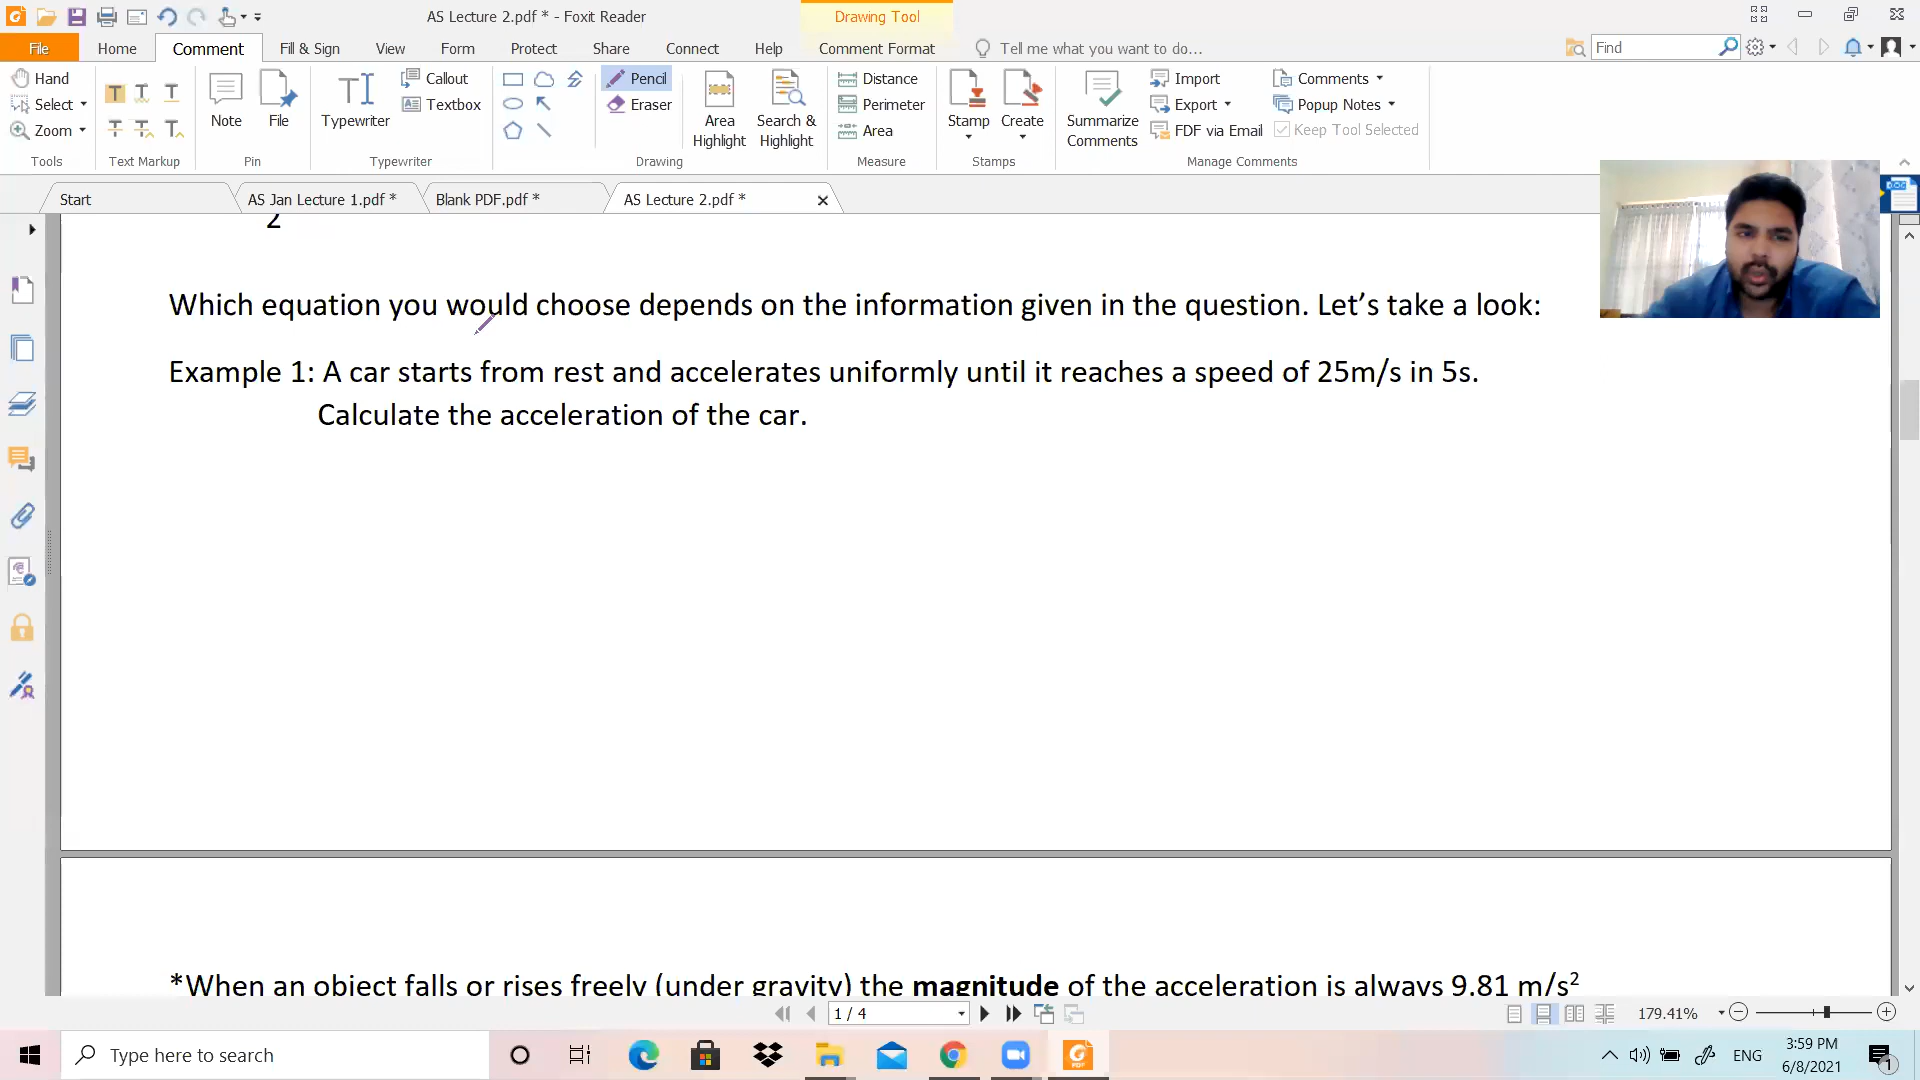 AS Lecture 2.pdf * - Foxit Reader
Drawing Tool
File
Home
Comment
Fill & Sign
View
Form
Protect
Share
Connect
Help
Comment Format
Tell me what you want to do...
Find
Hand
Select
Zoom
Tools
T T T
T T T
Text Markup
Note
File
Pin
Typewriter
Callout
Textbox
Typewriter
Pencil
Eraser
Area Highlight
Search & Highlight
Drawing
Distance
Perimeter
Area
Measure
Stamp
Create
Stamps
Summarize Comments
Import
Export
FDF via Email
Comments
Popup Notes
Keep Tool Selected
Manage Comments
Start
AS Jan Lecture 1.pdf *
Blank PDF.pdf *
AS Lecture 2.pdf *
DOC
2
Which equation you would choose depends on the information given in the question. Let’s take a look:
Example 1: A car starts from rest and accelerates uniformly until it reaches a speed of 25m/s in 5s.
Calculate the acceleration of the car.
*When an object falls or rises freely (under gravity) the magnitude of the acceleration is always 9.81 m/s²
1 / 4
179.41%
Type here to search
PDF
ENG
3:59 PM
6/8/2021
1